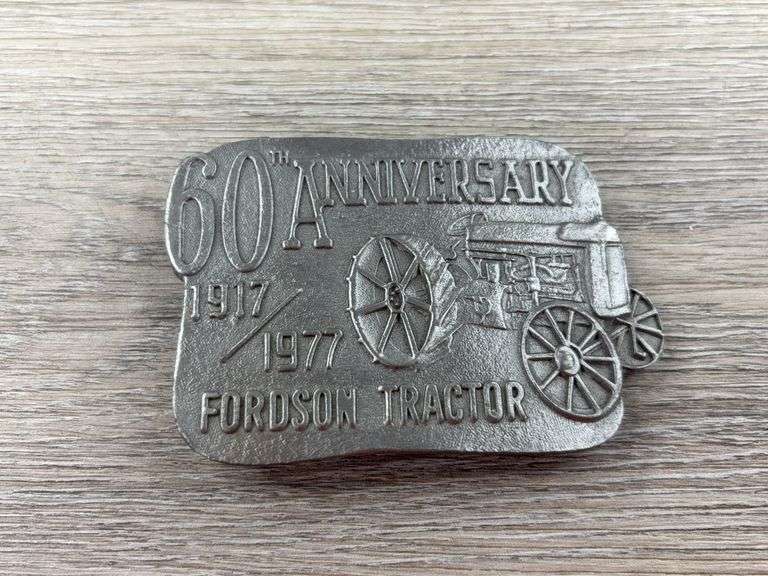 60TH ANNIVERSARY
1917/1977
FORDSON TRACTOR